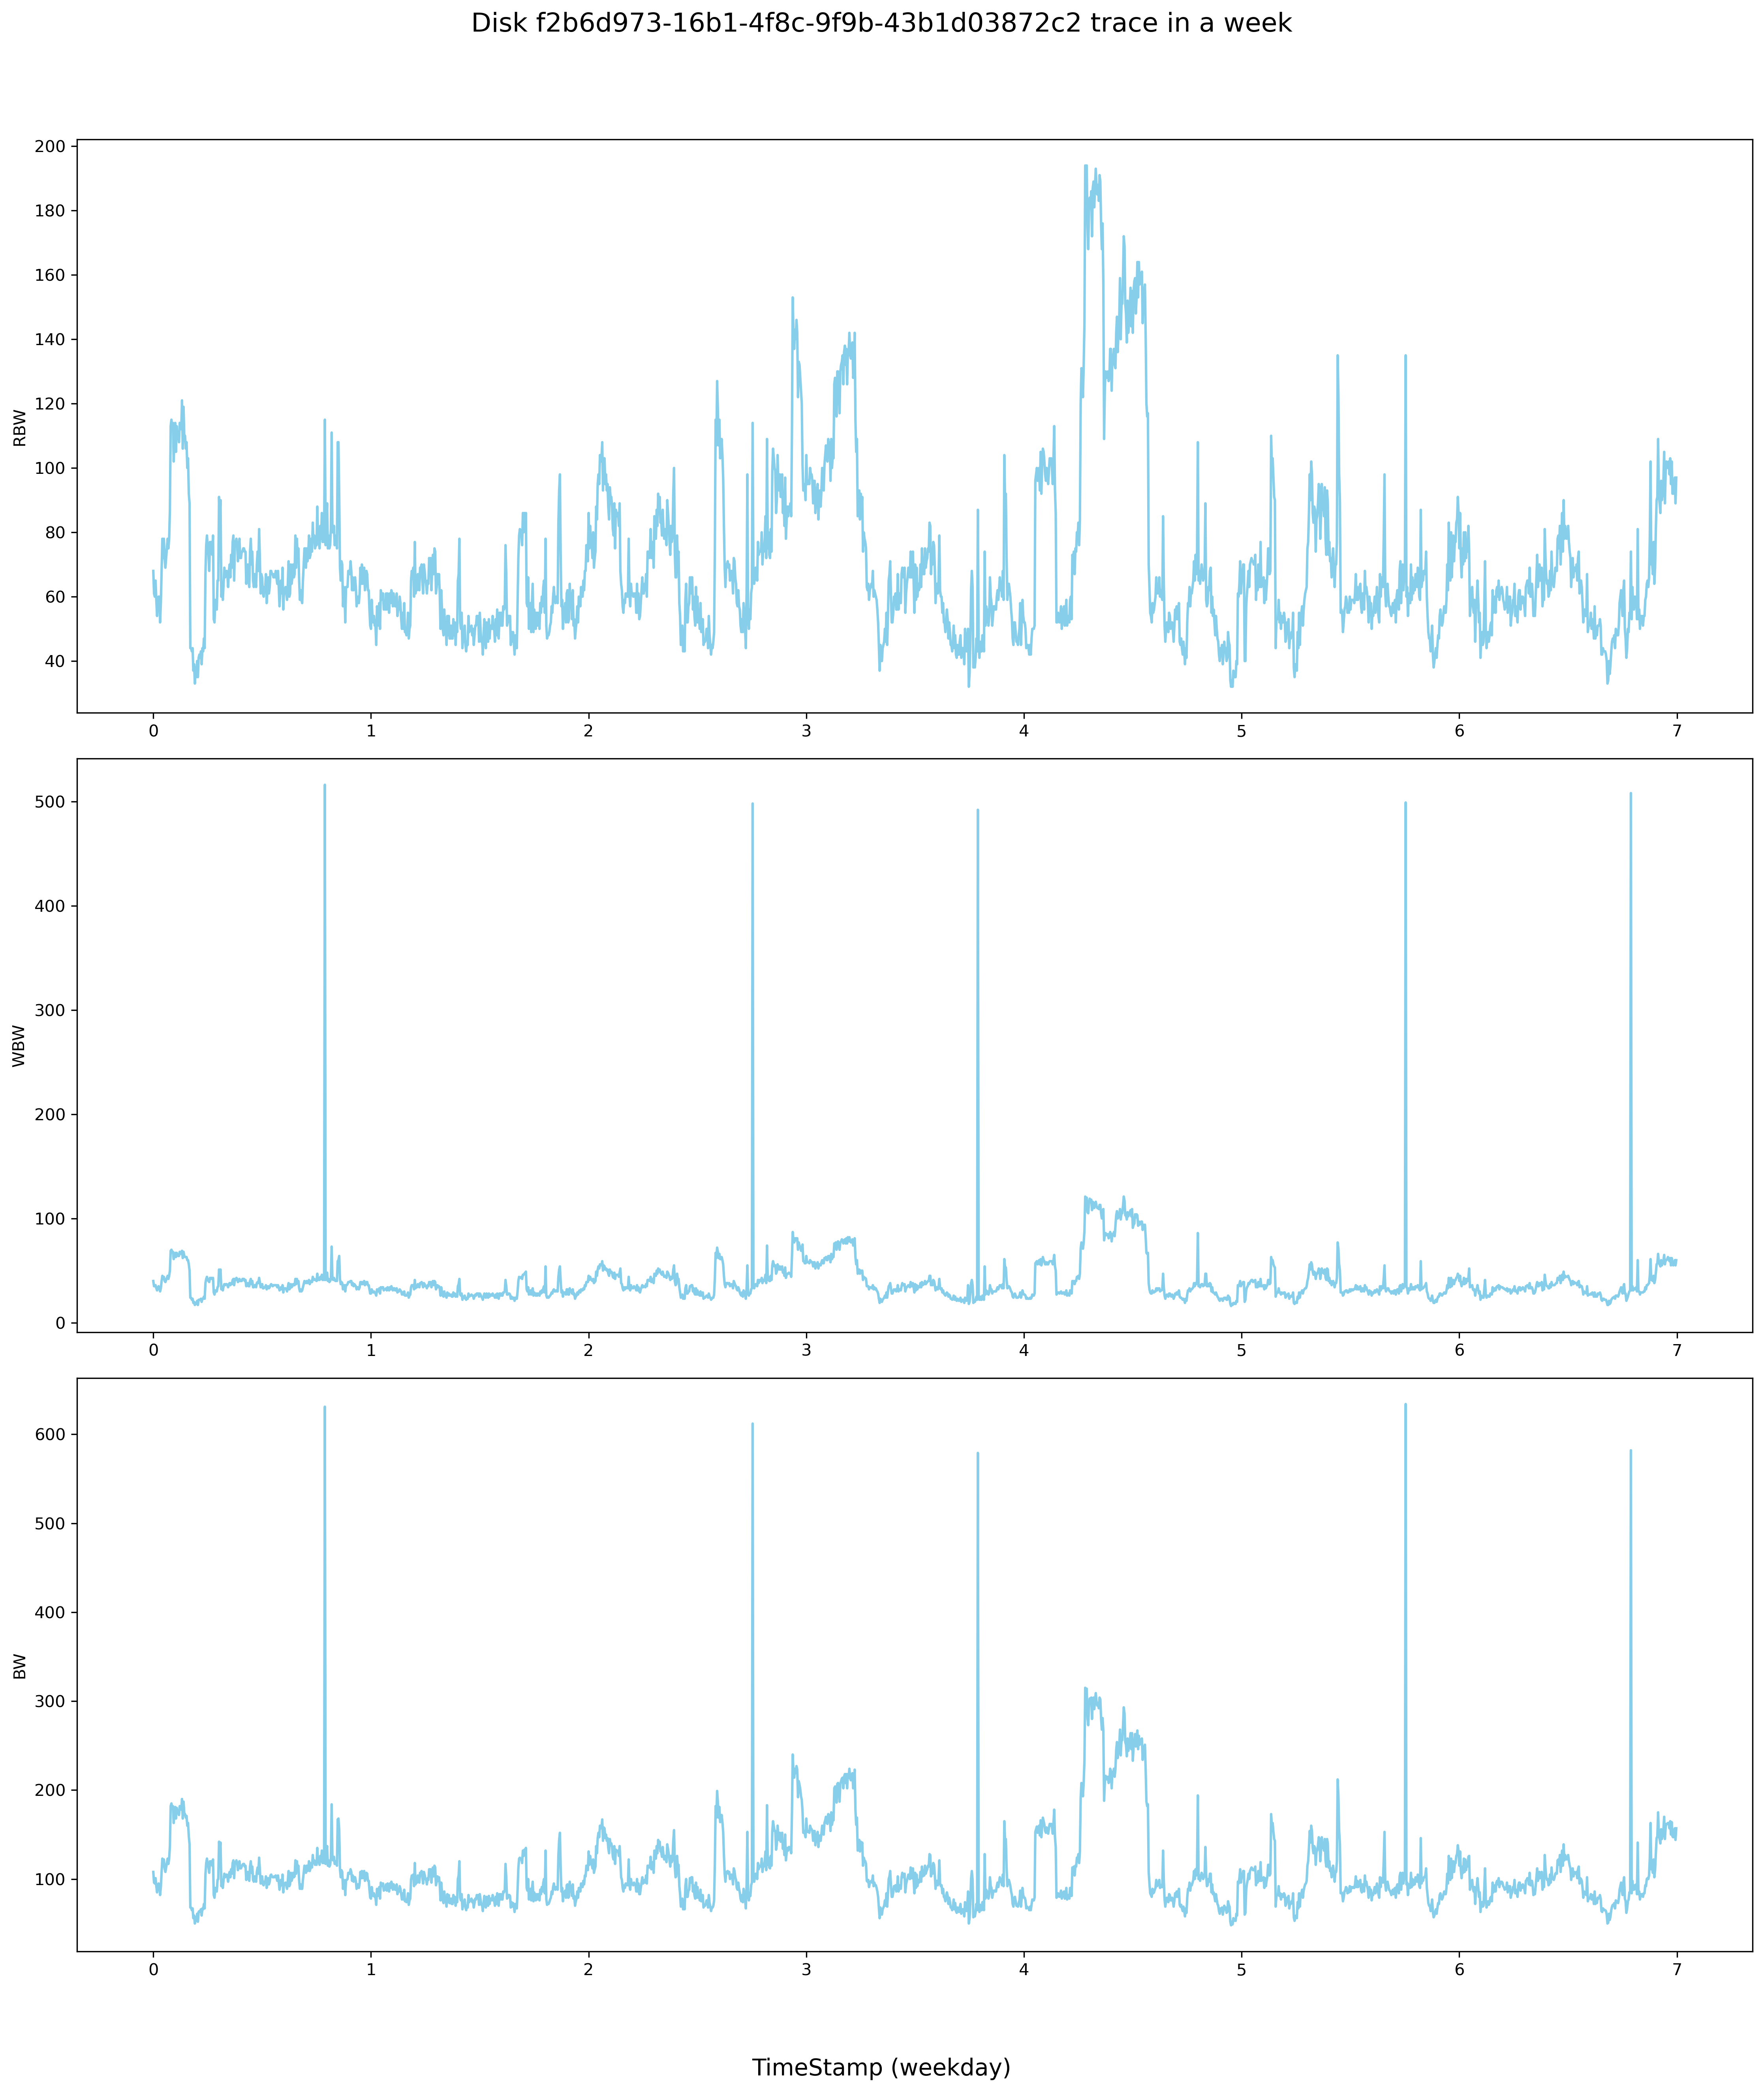 Disk f2b6d973-16b1-4f8c-9f9b-43b1d03872c2 trace in a week
200
180
160
140
120
100
80
60
40
RBW
0 1 2 3 4 5 6 7
500
400
300
200
100
0
WBW
0 1 2 3 4 5 6 7
600
500
400
300
200
100
BW
0 1 2 3 4 5 6 7
TimeStamp (weekday)